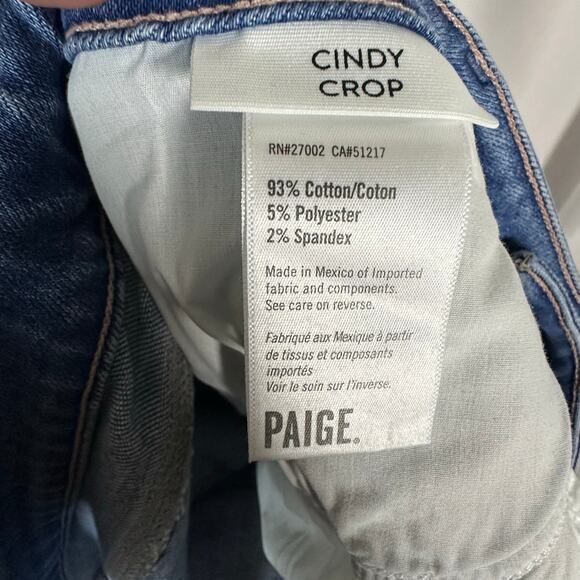 CINDY
CROP
RN#27002 CA#51217
93% Cotton/Coton
5% Polyester
2% Spandex
Made in Mexico of Imported
fabric and components.
See care on reverse.
Fabriqué aux Mexique à partir
de tissus et composants
importés
Voir le soin sur l'inverse.
PAIGE.